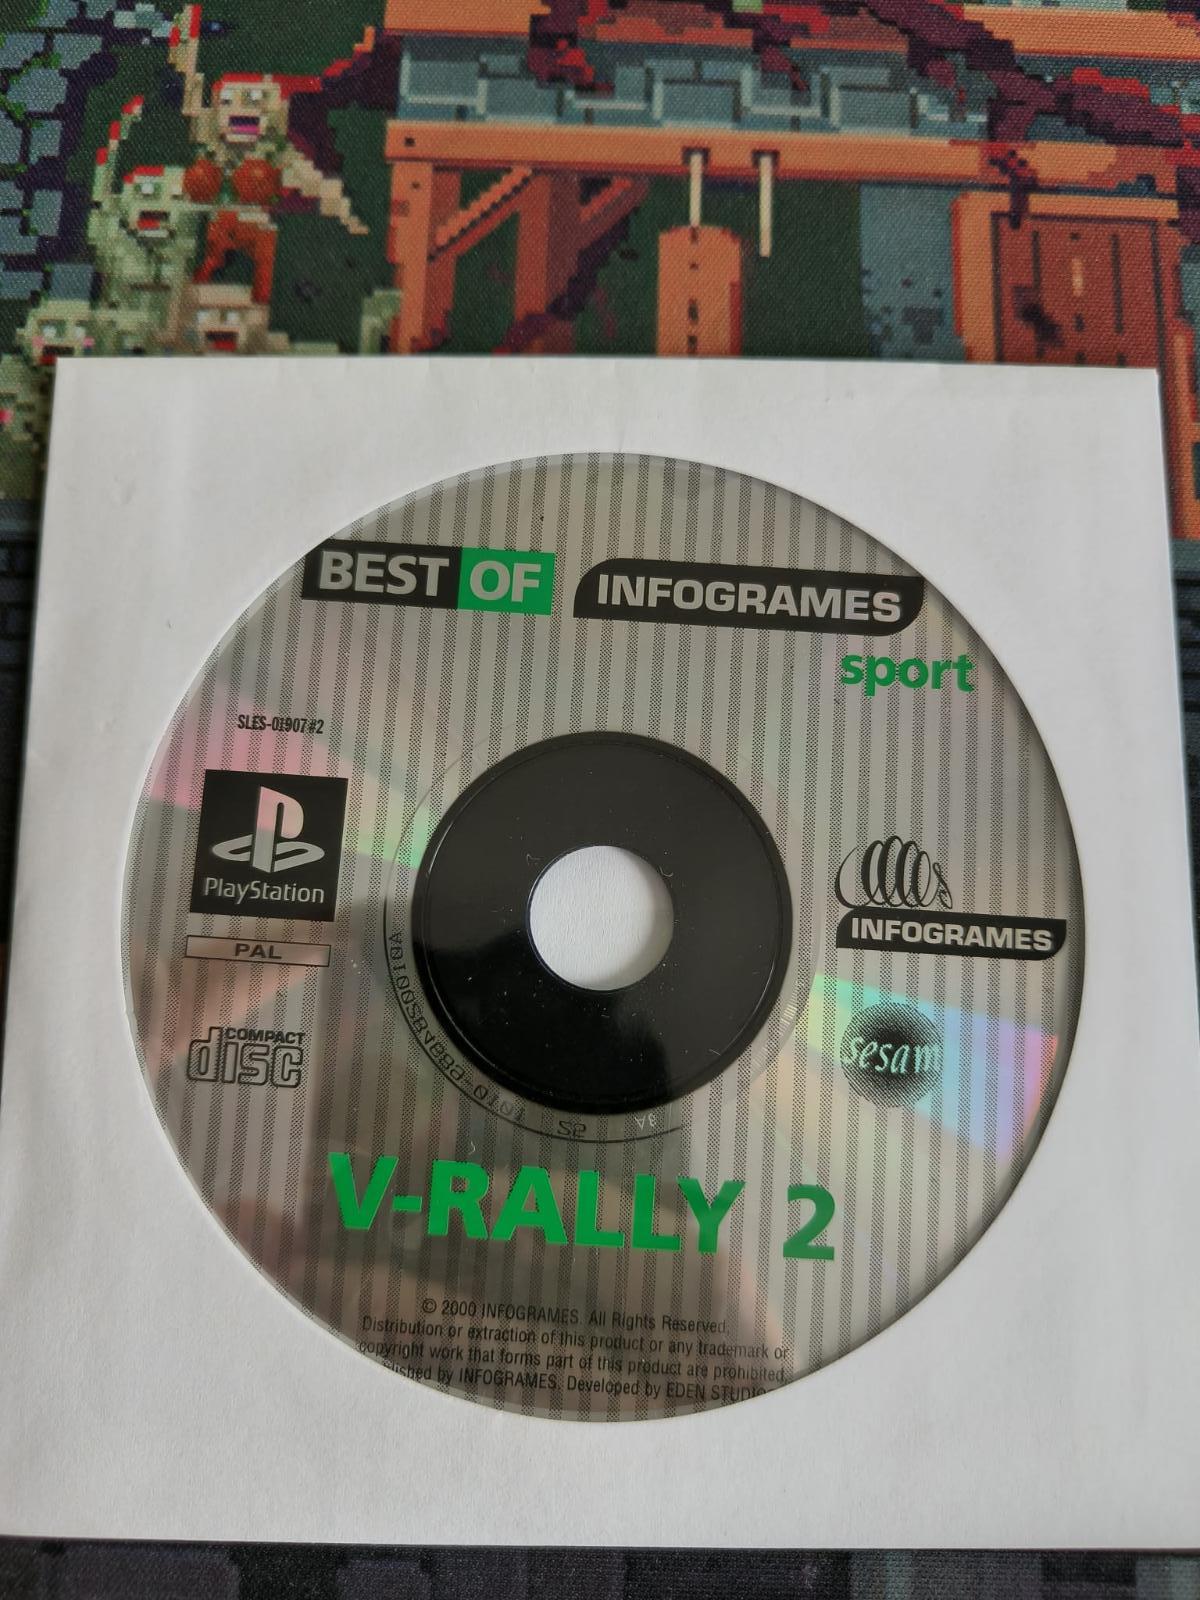 BEST OF INFOGRAMES
sport
SLES-01907#2
PlayStation
PAL
COMPACT
disc
INFOGRAMES
sesam
V-RALLY 2
© 2000 INFOGRAMES. All Rights Reserved.
Distribution or extraction of this product or any trademark or
copyright work that forms part of this product are prohibited.
by INFOGRAMES. Developed by EDEN